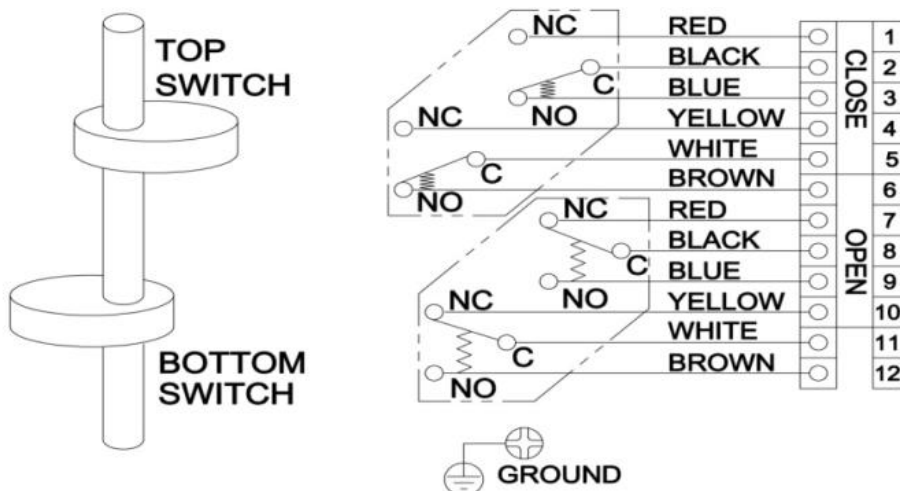 TOP
SWITCH
BOTTOM
SWITCH
NC RED 1
BLACK 2
C
BLUE 3
NO
NC YELLOW 4
WHITE 5
C
BROWN 6
NO
CLOSE
NC RED 7
BLACK 8
C
BLUE 9
NO
NC YELLOW 10
WHITE 11
C
BROWN 12
NO
OPEN
GROUND